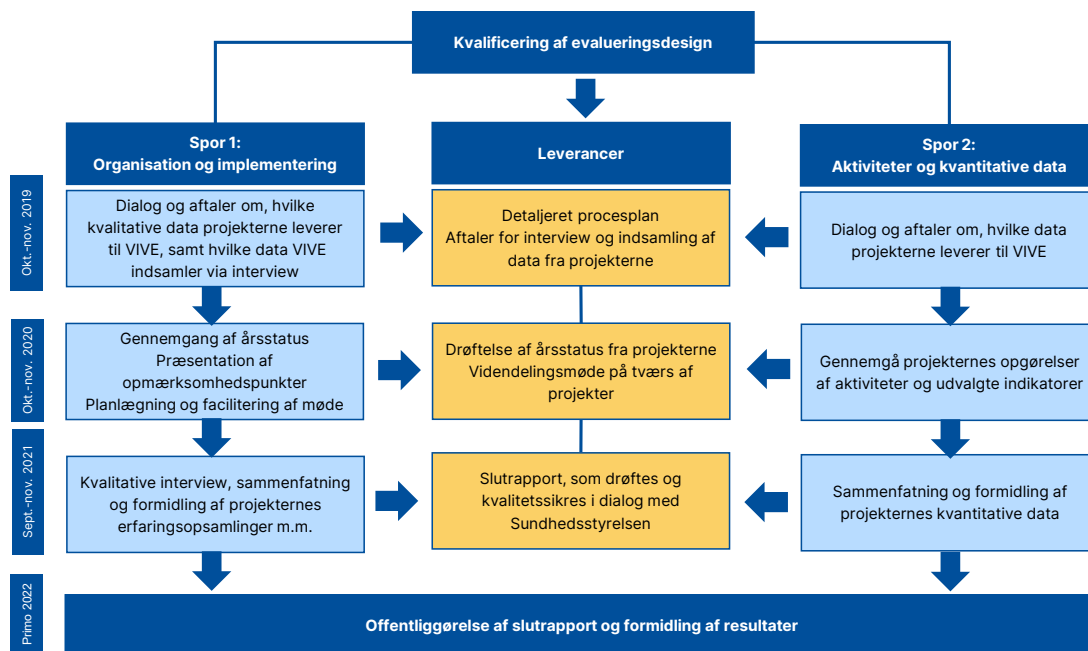 Kvalificering af evalueringsdesign
Spor 1:
Organisation og implementering
Leverancer
Spor 2:
Aktiviteter og kvantitative data
Okt.-nov. 2019
Dialog og aftaler om, hvilke
kvalitative data projekterne leverer
til VIVE, samt hvilke data VIVE
indsamler via interview
Detaljeret procesplan
Aftaler for interview og indsamling af
data fra projekterne
Dialog og aftaler om, hvilke data
projekterne leverer til VIVE
Okt.-nov. 2020
Gennemgang af årsstatus
Præsentation af
opmærksomhedspunkter
Planlægning og facilitering af møde
Drøftelse af årsstatus fra projekterne
Videndelingsmøde på tværs af
projekter
Gennemgå projekternes opgørelser
af aktiviteter og udvalgte indikatorer
Sept.-nov. 2021
Kvalitative interview, sammenfatning
og formidling af projekternes
erfaringsopsamlinger m.m.
Slutrapport, som drøftes og
kvalitetssikres i dialog med
Sundhedsstyrelsen
Sammenfatning og formidling af
projekternes kvantitative data
Primo 2022
Offentliggørelse af slutrapport og formidling af resultater